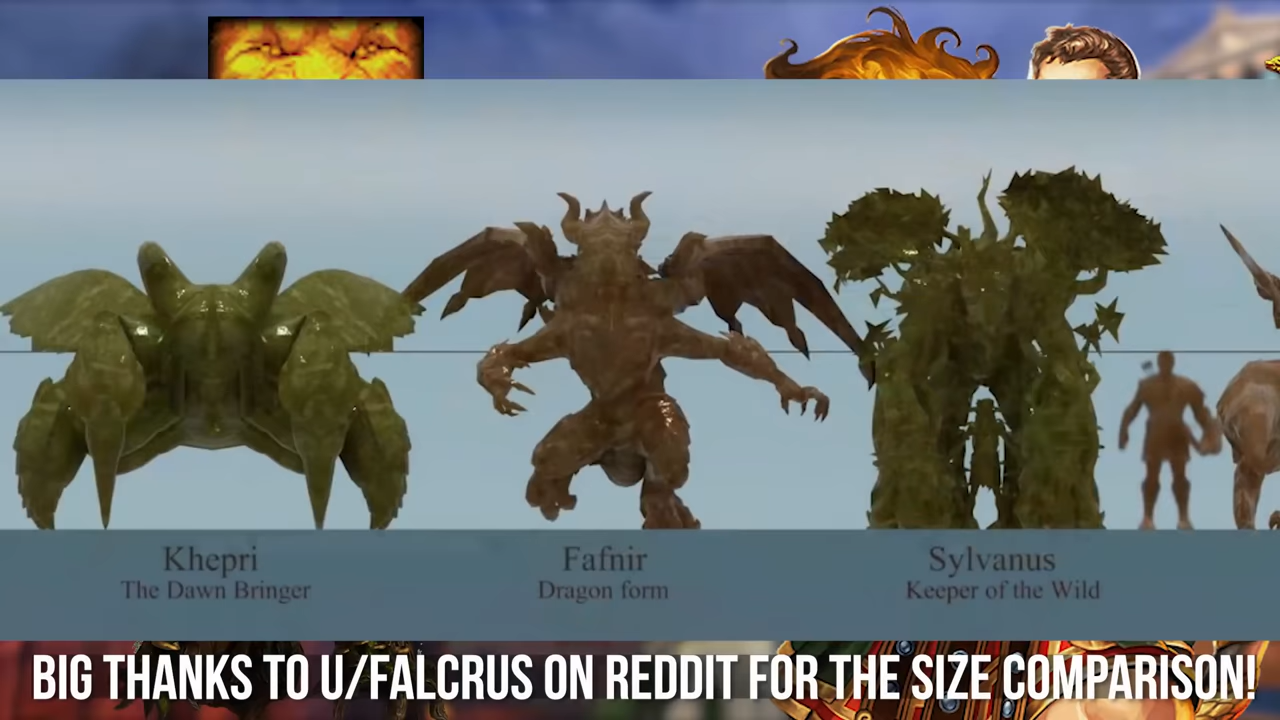 Khepri
The Dawn Bringer
Fafnir
Dragon form
Sylvanus
Keeper of the Wild
BIG THANKS TO U/FALCRUS ON REDDIT FOR THE SIZE COMPARISON!